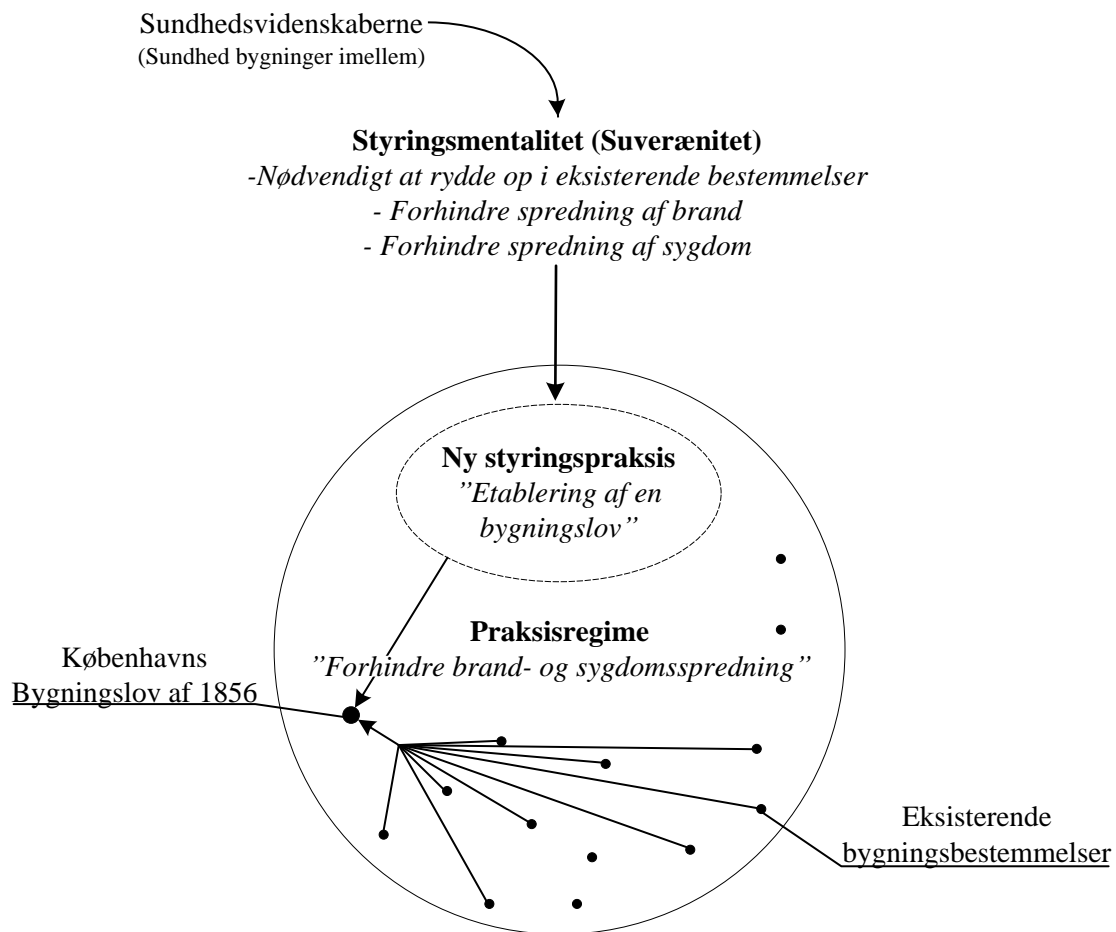 Sundhedsvidenskaberne
(Sundhed bygninger imellem)
Styringsmentalitet (Suverænitet)
-Nødvendigt at rydde op i eksisterende bestemmelser
- Forhindre spredning af brand
- Forhindre spredning af sygdom
Ny styringspraksis
”Etablering af en
bygningslov”
Praksisregime
”Forhindre brand- og sygdomsspredning”
Københavns
Bygningslov af 1856
Eksisterende
bygningsbestemmelser